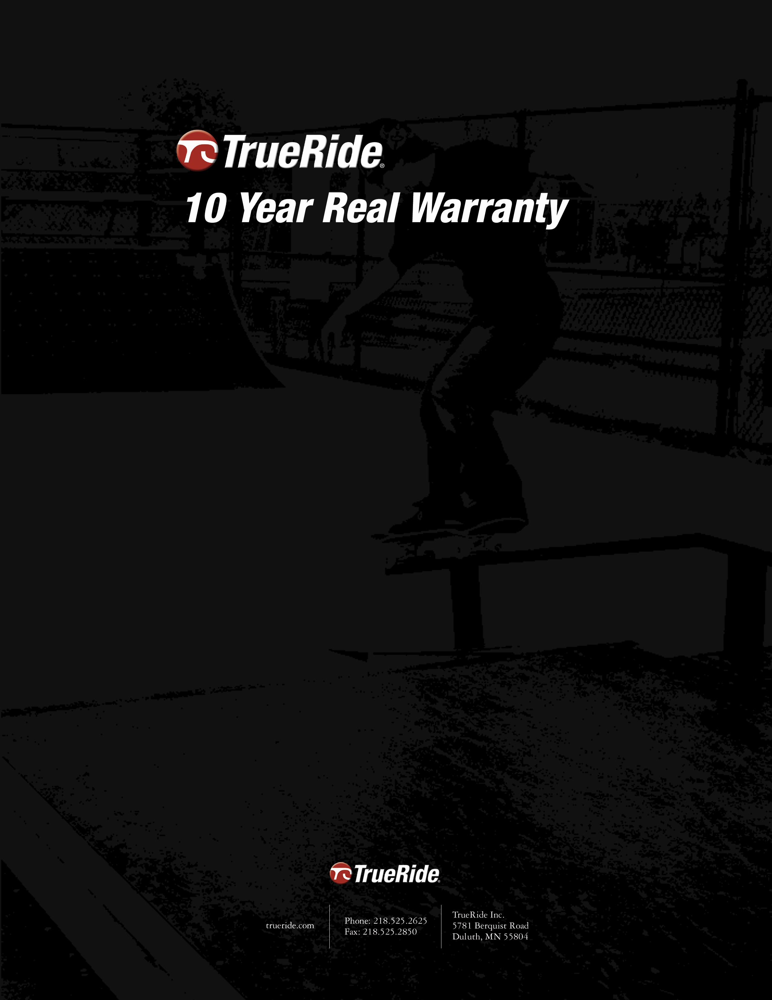 TrueRide®
10 Year Real Warranty
TrueRide®
trueride.com
Phone: 218.525.2625
Fax: 218.525.2850
TrueRide Inc.
5781 Berquist Road
Duluth, MN 55804